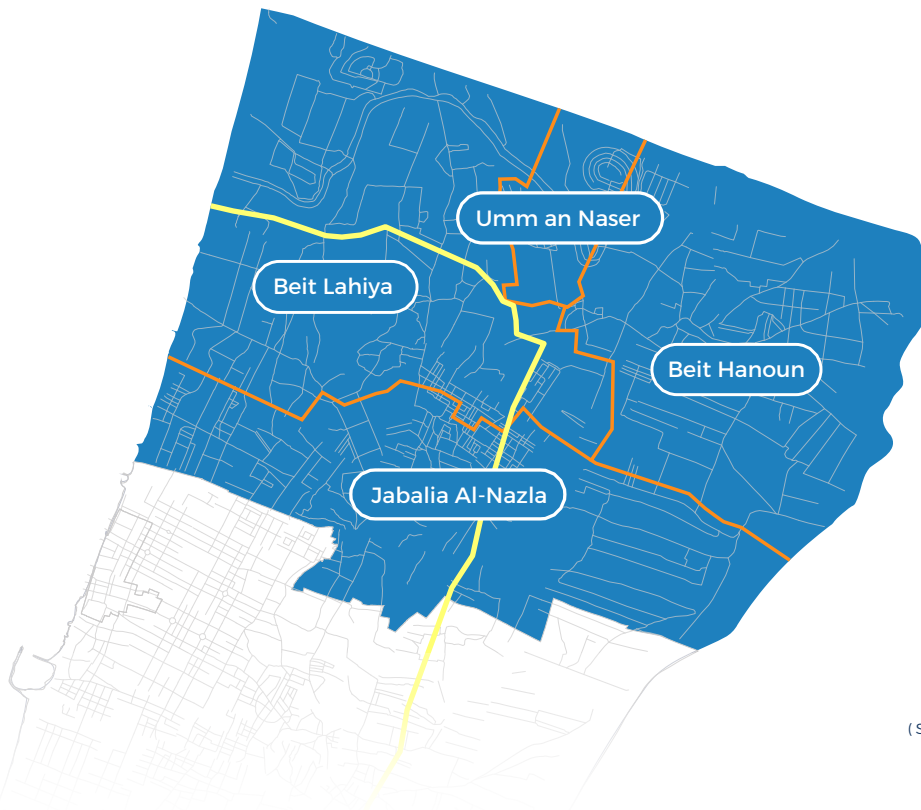 Umm an Naser
Beit Lahiya
Beit Hanoun
Jabalia Al-Nazla
( S